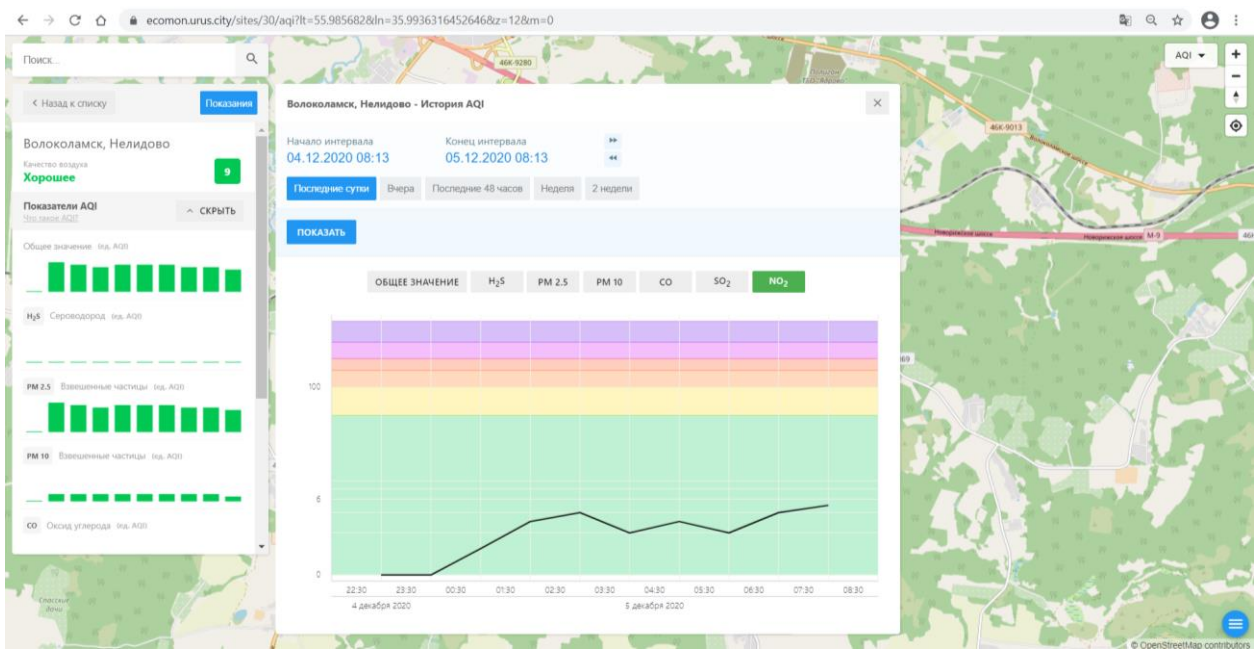 ecomon.urus.city/sites/30/aqi?lt=55.985682&ln=35.9936316452646&z=12&m=0
Поиск...
46К-9280
AQI
Назад к списку
Показания
Волоколамск, Нелидово - История AQI
Волоколамск, Нелидово
Качество воздуха
Хорошее
9
Показатели AQI
Что такое AQI?
СКРЫТЬ
Общее значение (ед. AQI)
H2S Сероводород (ед. AQI)
PM 2.5 Взвешенные частицы (ед. AQI)
PM 10 Взвешенные частицы (ед. AQI)
CO Оксид углерода (ед. AQI)
Начало интервала
04.12.2020 08:13
Конец интервала
05.12.2020 08:13
Последние сутки
Вчера
Последние 48 часов
Неделя
2 недели
ПОКАЗАТЬ
ОБЩЕЕ ЗНАЧЕНИЕ
H2S
PM 2.5
PM 10
CO
SO2
NO2
100
6
0
22:30 23:30 00:30 01:30 02:30 03:30 04:30 05:30 06:30 07:30 08:30
4 декабря 2020
5 декабря 2020
46К-9013
Волоколамское шоссе
Новорижское шоссе
Новорижское шоссе
М-9
46К
69
Спасские
© OpenStreetMap contributors